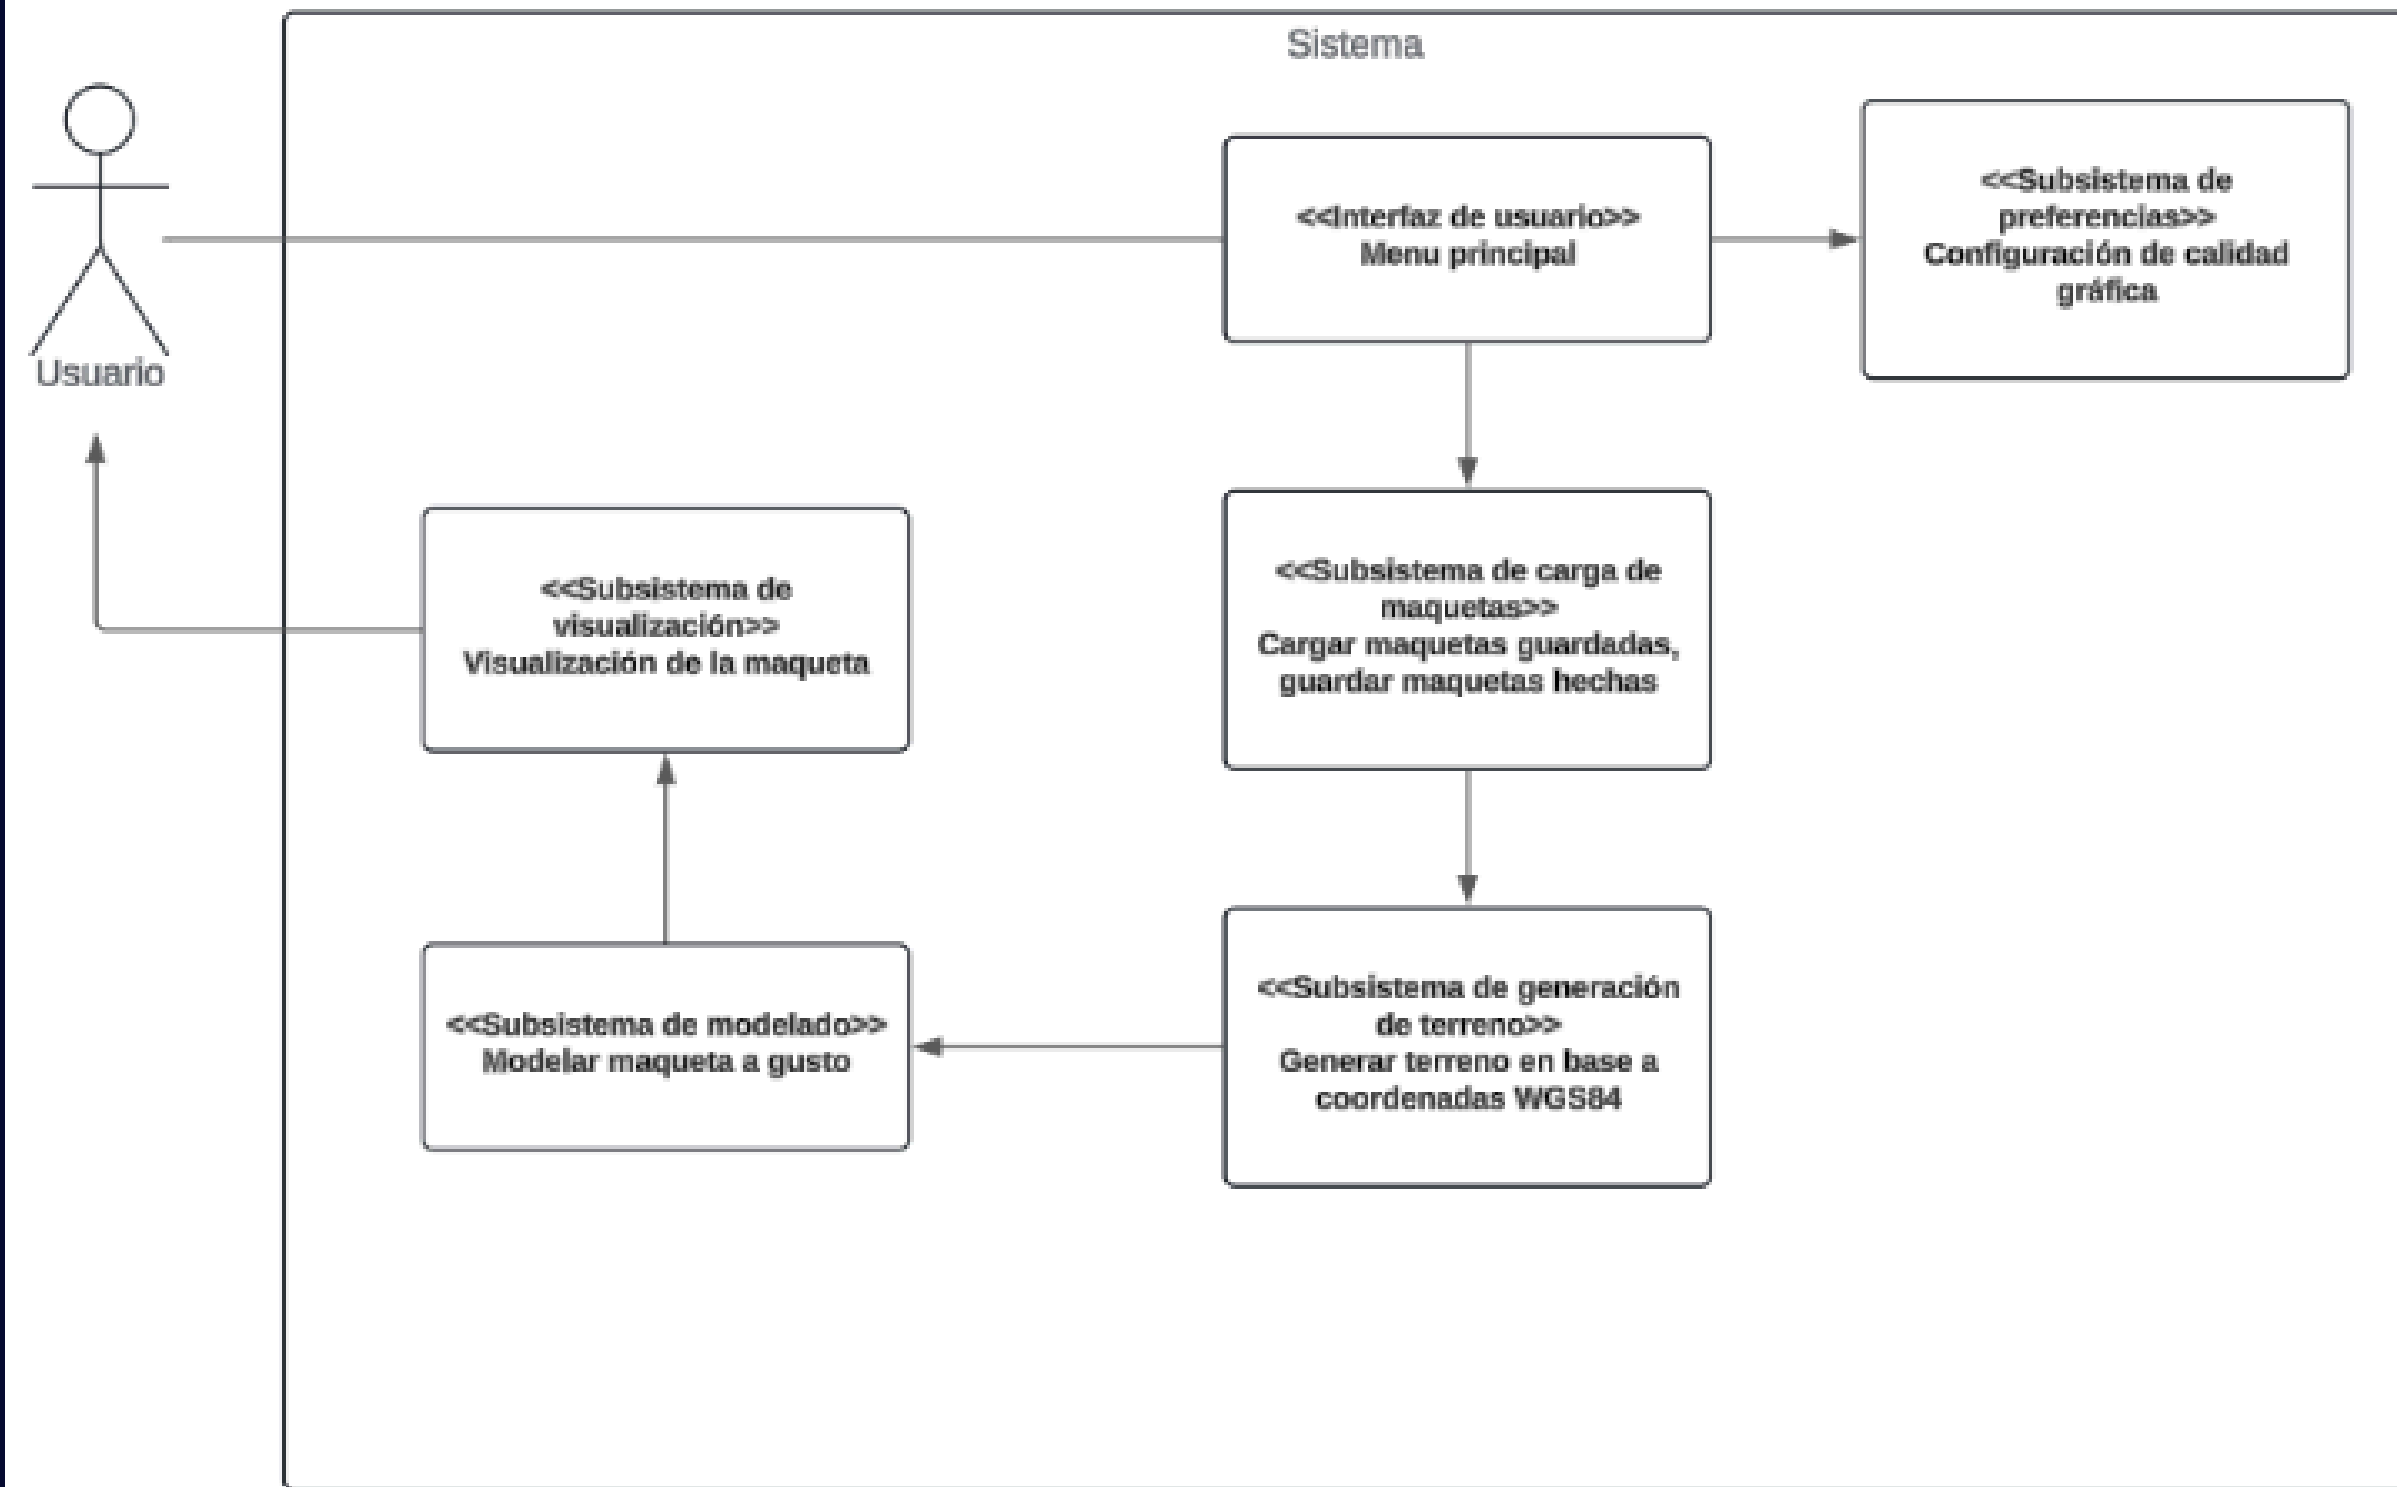 Sistema
Usuario
<<Interfaz de usuario>>
Menu principal
<<Subsistema de
preferencias>>
Configuración de calidad
gráfica
<<Subsistema de
visualización>>
Visualización de la maqueta
<<Subsistema de carga de
maquetas>>
Cargar maquetas guardadas,
guardar maquetas hechas
<<Subsistema de modelado>>
Modelar maqueta a gusto
<<Subsistema de generación
de terreno>>
Generar terreno en base a
coordenadas WGS84